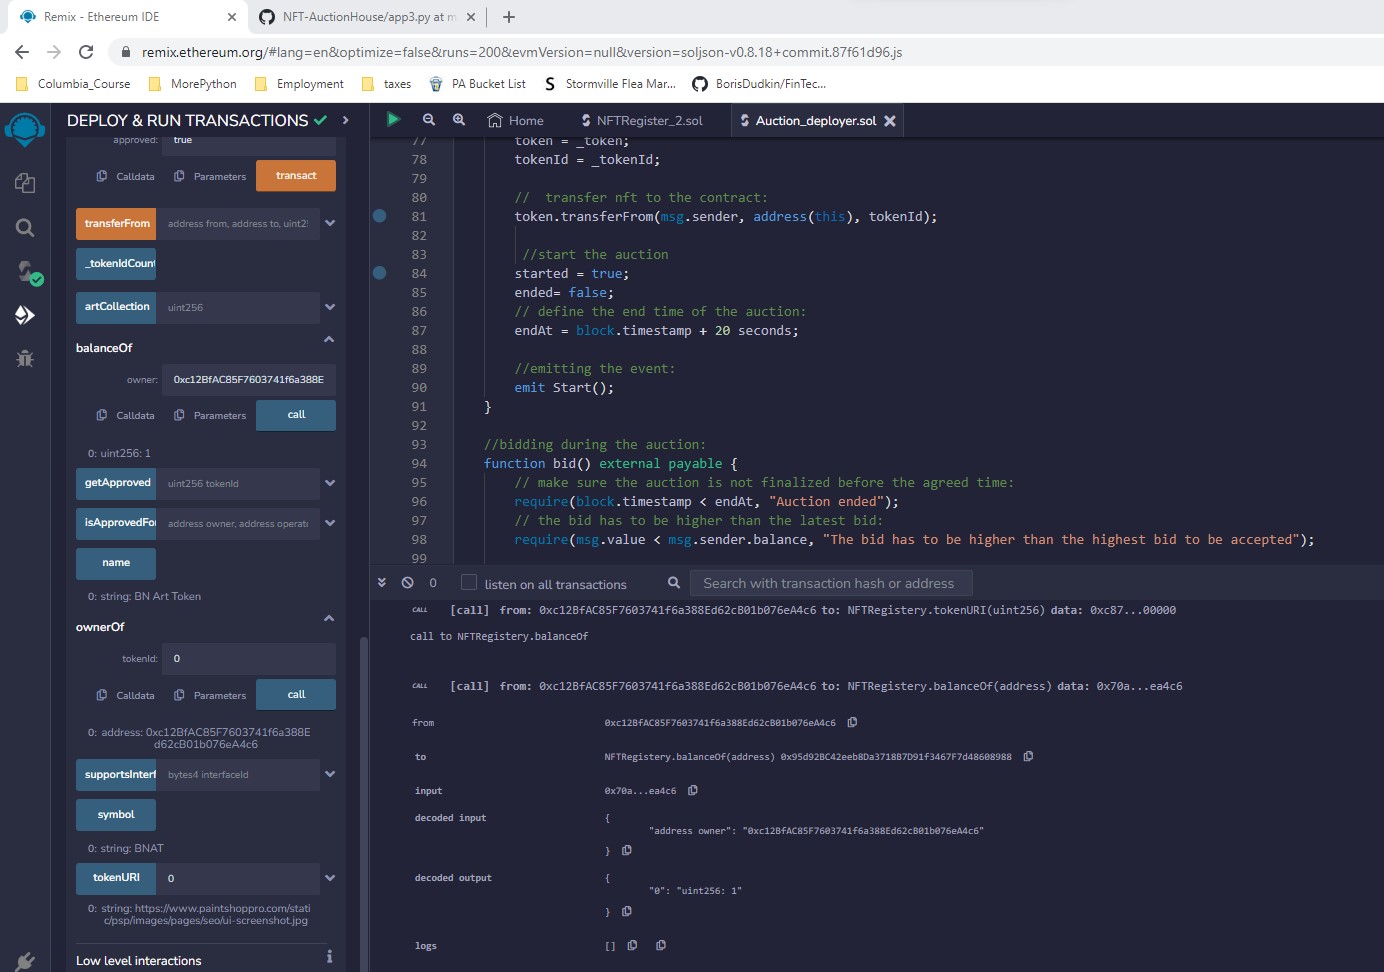 Remix - Ethereum IDE
NFT-AuctionHouse/app3.py at m
remix.ethereum.org/#lang=en&optimize=false&runs=200&evmVersion=null&version=soljson-v0.8.18+commit.87f61d96.js
Columbia_Course MorePython Employment taxes PA Bucket List Stormville Flea Mar... BorisDudkin/FinTec...
DEPLOY & RUN TRANSACTIONS
approved: true
Calldata Parameters transact
transferFrom address from, address to, uint2
_tokenIdCount
artCollection uint256
balanceOf
owner: 0xc12BfAC85F7603741f6a388E
Calldata Parameters call
0: uint256: 1
getApproved uint256 tokenId
isApprovedFor address owner, address operat
name
0: string: BN Art Token
ownerOf
tokenId: 0
Calldata Parameters call
0: address: 0xc12BfAC85F7603741f6a388E
d62cB01b076eA4c6
supportsInterf bytes4 interfaceId
symbol
0: string: BNAT
tokenURI 0
0: string: https://www.paintshoppro.com/stati
c/psp/images/pages/seo/ui-screenshot.jpg
Low level interactions
Home NFTRegister_2.sol Auction_deployer.sol
77 token = _token;
78 tokenId = _tokenId;
79
80 // transfer nft to the contract:
81 token.transferFrom(msg.sender, address(this), tokenId);
82
83 //start the auction
84 started = true;
85 ended= false;
86 // define the end time of the auction:
87 endAt = block.timestamp + 20 seconds;
88
89 //emitting the event:
90 emit Start();
91 }
92
93 //bidding during the auction:
94 function bid() external payable {
95 // make sure the auction is not finalized before the agreed time:
96 require(block.timestamp < endAt, "Auction ended");
97 // the bid has to be higher than the latest bid:
98 require(msg.value < msg.sender.balance, "The bid has to be higher than the highest bid to be accepted");
99
0 listen on all transactions Search with transaction hash or address
CALL [call] from: 0xc12BfAC85F7603741f6a388Ed62cB01b076eA4c6 to: NFTRegistery.tokenURI(uint256) data: 0xc87...00000
call to NFTRegistery.balanceOf
CALL [call] from: 0xc12BfAC85F7603741f6a388Ed62cB01b076eA4c6 to: NFTRegistery.balanceOf(address) data: 0x70a...ea4c6
from 0xc12BfAC85F7603741f6a388Ed62cB01b076eA4c6
to NFTRegistery.balanceOf(address) 0x95d92BC42eeb8Da3718B7D91f3467F7d48608988
input 0x70a...ea4c6
decoded input {
"address owner": "0xc12BfAC85F7603741f6a388Ed62cB01b076eA4c6"
}
decoded output {
"0": "uint256: 1"
}
logs []